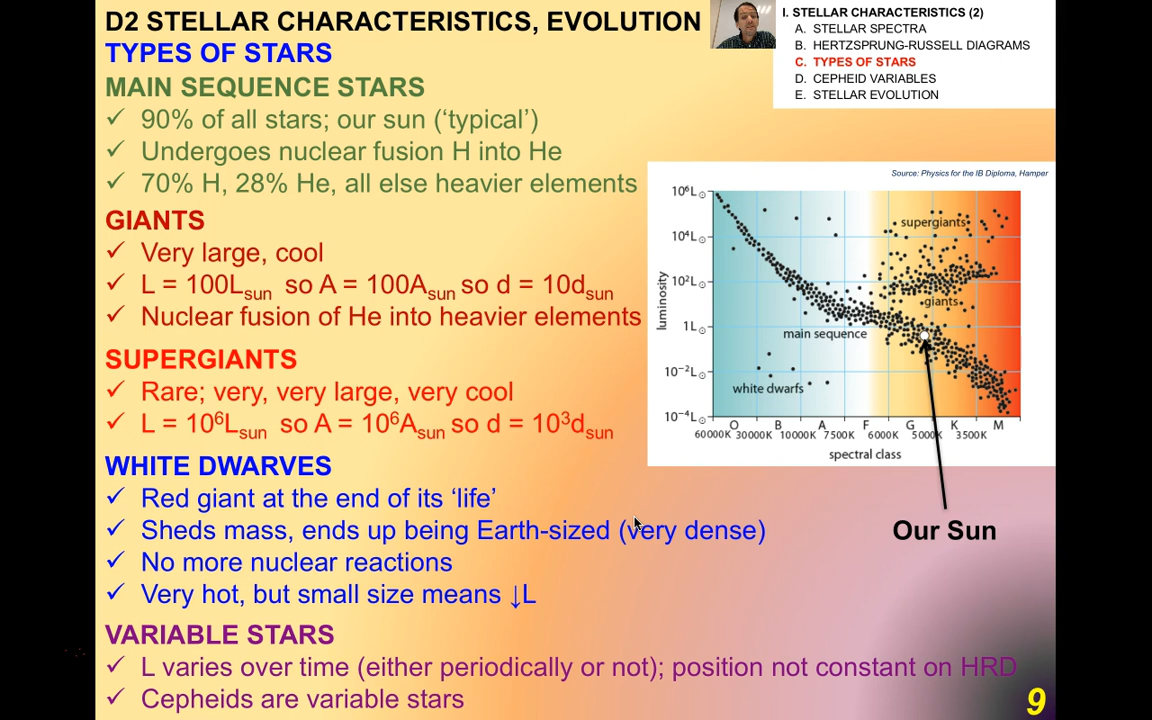 D2 STELLAR CHARACTERISTICS, EVOLUTION
TYPES OF STARS
I. STELLAR CHARACTERISTICS (2)
A. STELLAR SPECTRA
B. HERTZSPRUNG-RUSSELL DIAGRAMS
C. TYPES OF STARS
D. CEPHEID VARIABLES
E. STELLAR EVOLUTION
MAIN SEQUENCE STARS
✓ 90% of all stars; our sun (‘typical’)
✓ Undergoes nuclear fusion H into He
✓ 70% H, 28% He, all else heavier elements
GIANTS
✓ Very large, cool
✓ L = 100Lsun so A = 100Asun so d = 10dsun
✓ Nuclear fusion of He into heavier elements
SUPERGIANTS
✓ Rare; very, very large, very cool
✓ L = 10⁶Lsun so A = 10⁶Asun so d = 10³dsun
WHITE DWARVES
✓ Red giant at the end of its ‘life’
✓ Sheds mass, ends up being Earth-sized (very dense)
✓ No more nuclear reactions
✓ Very hot, but small size means ↓L
VARIABLE STARS
✓ L varies over time (either periodically or not); position not constant on HRD
✓ Cepheids are variable stars
Source: Physics for the IB Diploma, Hamper
luminosity
10⁶L⊙
10⁴L⊙
10²L⊙
1L⊙
10⁻²L⊙
10⁻⁴L⊙
supergiants
giants
main sequence
white dwarfs
O B A F G K M
60000K 30000K 10000K 7500K 6000K 5000K 3500K
spectral class
Our Sun
9